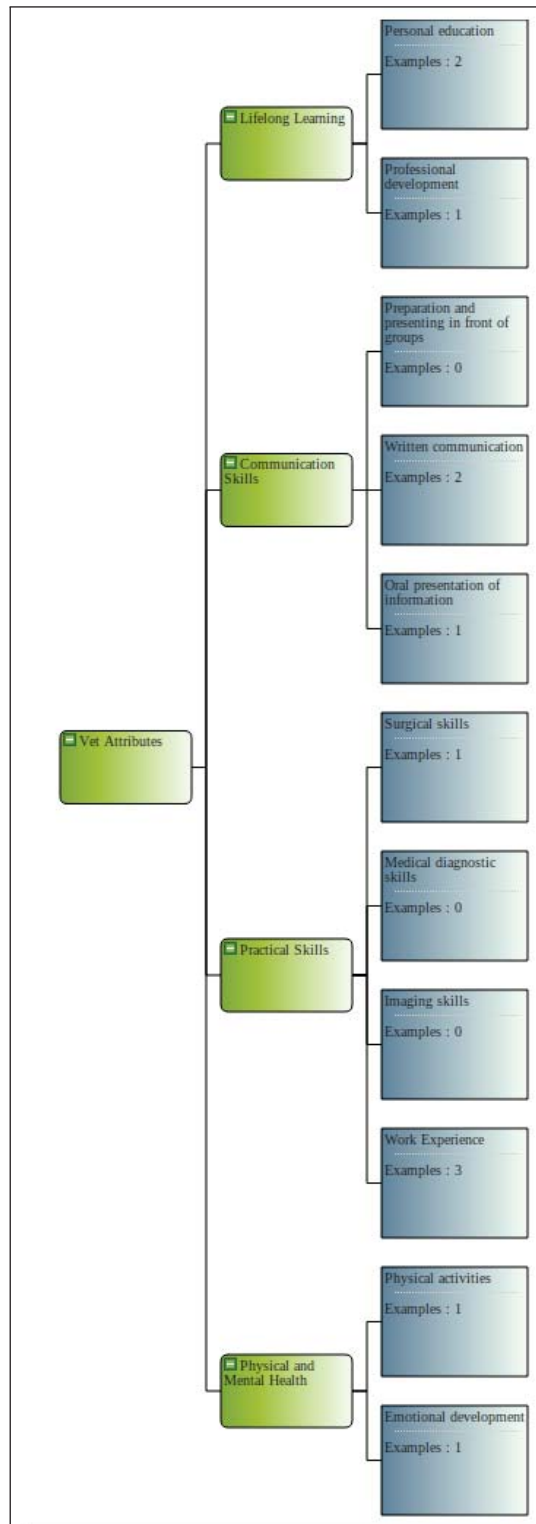 Personal education
Examples : 2
Lifelong Learning
Professional
development
Examples : 1
Preparation and
presenting in front of
groups
Examples : 0
Communication
Skills
Written communication
Examples : 2
Oral presentation of
information
Examples : 1
Vet Attributes
Surgical skills
Examples : 1
Medical diagnostic
skills
Examples : 0
Practical Skills
Imaging skills
Examples : 0
Work Experience
Examples : 3
Physical activities
Examples : 1
Physical and
Mental Health
Emotional development
Examples : 1